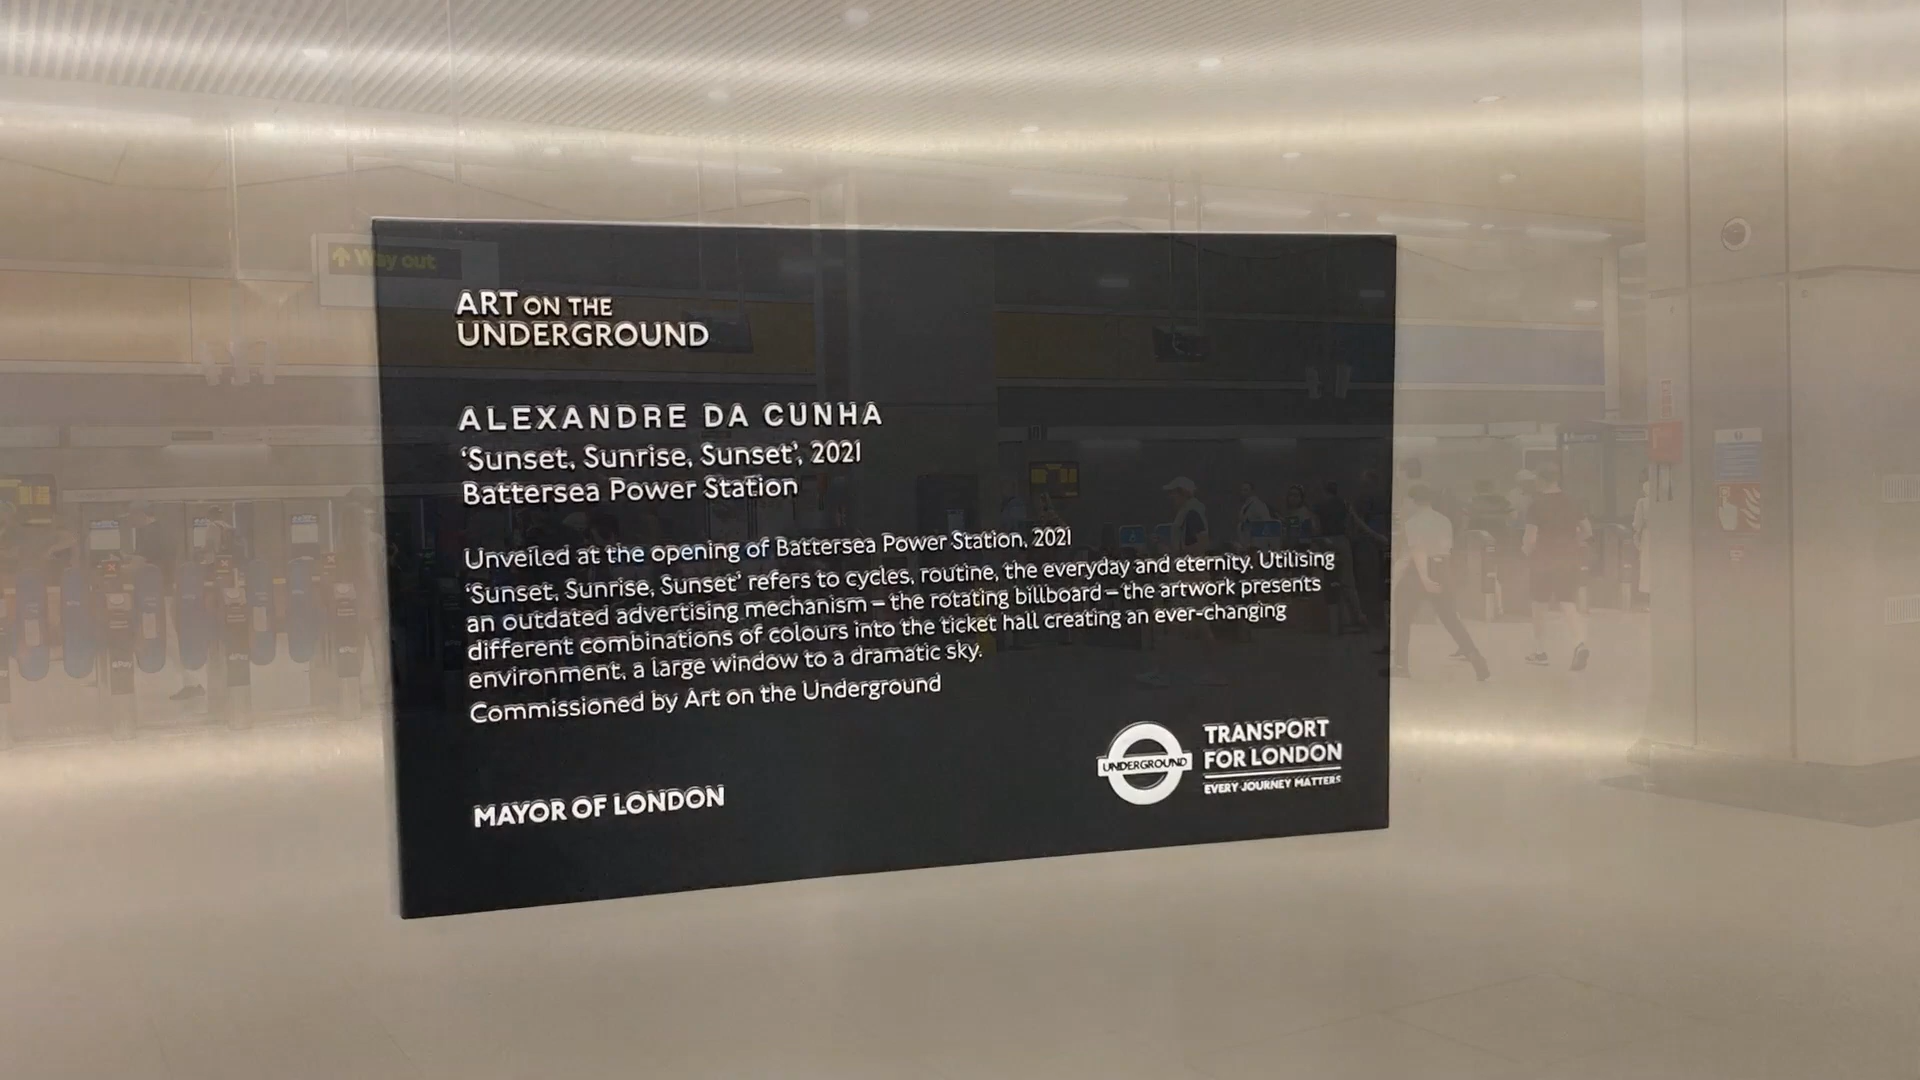 Way out
ART ON THE
UNDERGROUND
ALEXANDRE DA CUNHA
‘Sunset, Sunrise, Sunset’, 2021
Battersea Power Station
Unveiled at the opening of Battersea Power Station, 2021
‘Sunset, Sunrise, Sunset’ refers to cycles, routine, the everyday and eternity. Utilising
an outdated advertising mechanism – the rotating billboard – the artwork presents
different combinations of colours into the ticket hall creating an ever-changing
environment, a large window to a dramatic sky.
Commissioned by Art on the Underground
MAYOR OF LONDON
UNDERGROUND
TRANSPORT
FOR LONDON
EVERY JOURNEY MATTERS